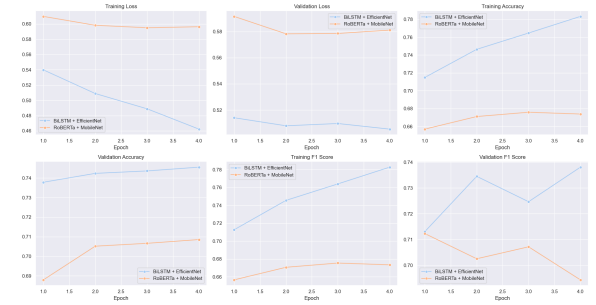 Training Loss
0.60
0.58
0.56
0.54
0.52
0.50
0.48
0.46
BiLSTM + EfficientNet
RoBERTa + MobileNet
1.0 1.5 2.0 2.5 3.0 3.5 4.0
Epoch
Validation Loss
0.58
0.56
0.54
0.52
BiLSTM + EfficientNet
RoBERTa + MobileNet
1.0 1.5 2.0 2.5 3.0 3.5 4.0
Epoch
Training Accuracy
0.78
0.76
0.74
0.72
0.70
0.68
0.66
BiLSTM + EfficientNet
RoBERTa + MobileNet
1.0 1.5 2.0 2.5 3.0 3.5 4.0
Epoch
Validation Accuracy
0.74
0.73
0.72
0.71
0.70
0.69
BiLSTM + EfficientNet
RoBERTa + MobileNet
1.0 1.5 2.0 2.5 3.0 3.5 4.0
Epoch
Training F1 Score
0.78
0.76
0.74
0.72
0.70
0.68
0.66
BiLSTM + EfficientNet
RoBERTa + MobileNet
1.0 1.5 2.0 2.5 3.0 3.5 4.0
Epoch
Validation F1 Score
0.74
0.73
0.72
0.71
0.70
BiLSTM + EfficientNet
RoBERTa + MobileNet
1.0 1.5 2.0 2.5 3.0 3.5 4.0
Epoch